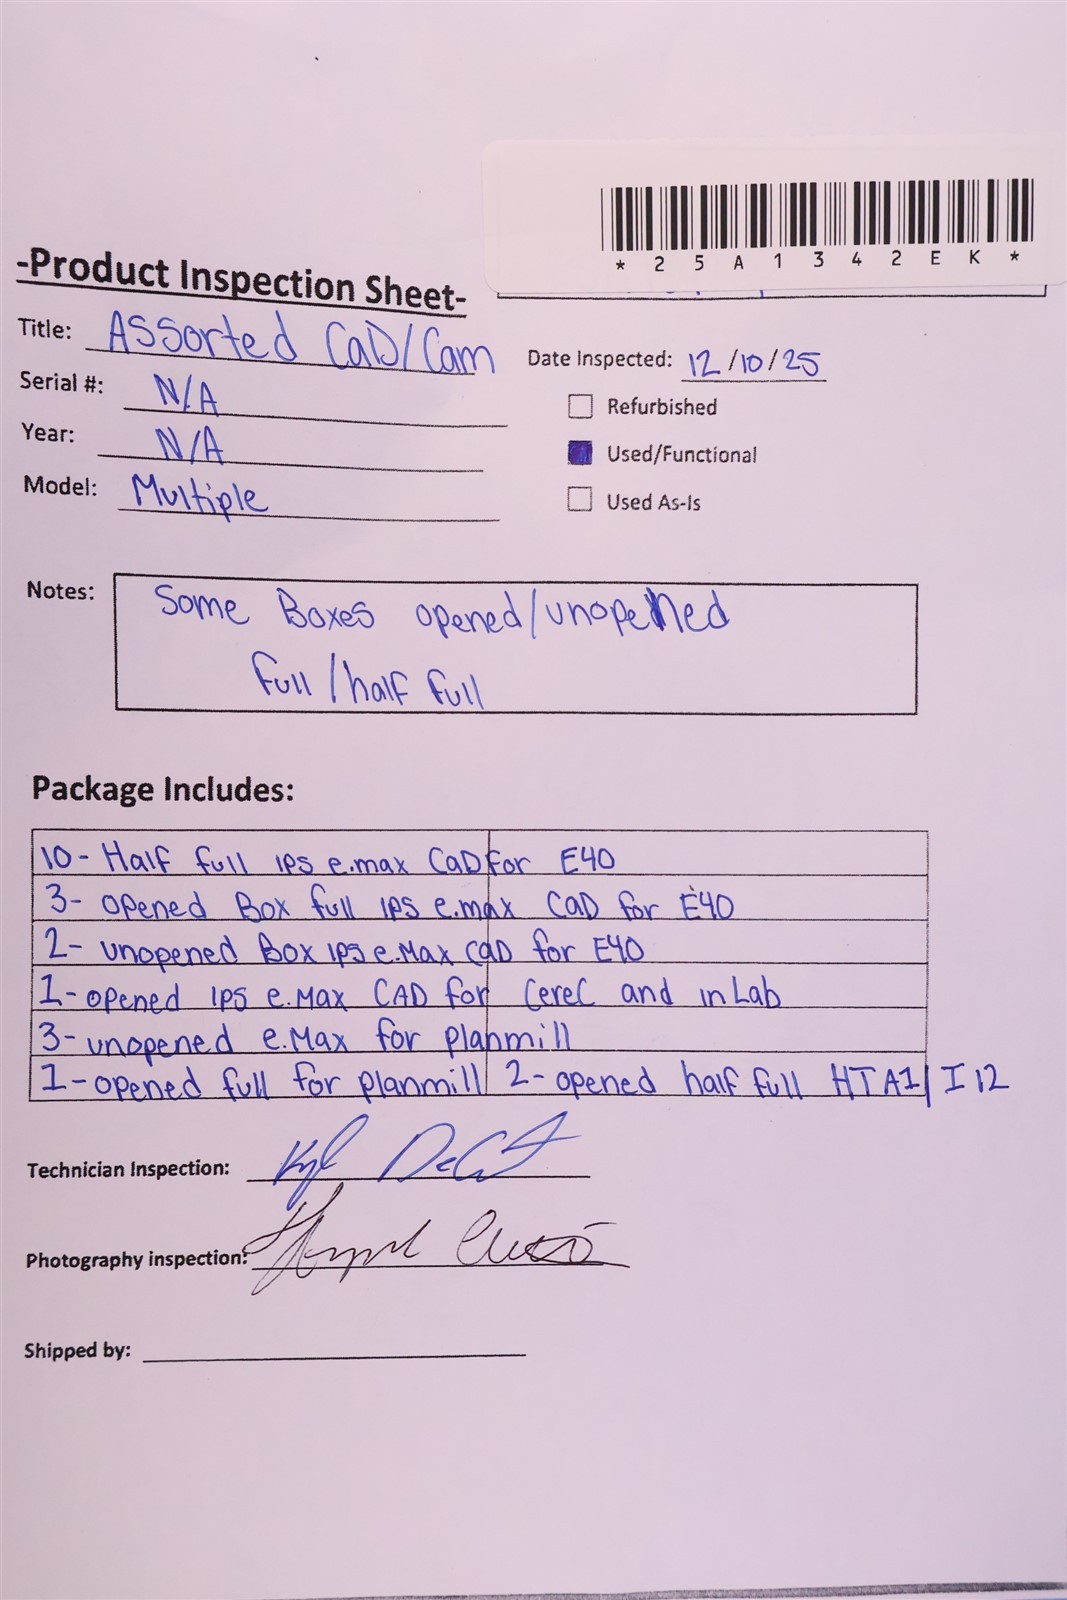 *25A1342EK*
-Product Inspection Sheet-
Title: Assorted CaD/Cam
Date Inspected: 12/10/25
Serial #: N/A
Refurbished
Year: N/A
Used/Functional
Model: Multiple
Used As-Is
Notes: Some Boxes opened/unopened
full/half full
Package Includes:
10- Half full ips e.max CaD for E40
3- opened Box full ips e.max CaD for E40
2- unopened Box ips e.Max CaD for E40
1- opened ips e.Max CAD for CereC and inLab
3- unopened e.Max for planmill
1- opened full for planmill 2- opened half full HTA1/I12
Technician Inspection:
Photography inspection:
Shipped by: